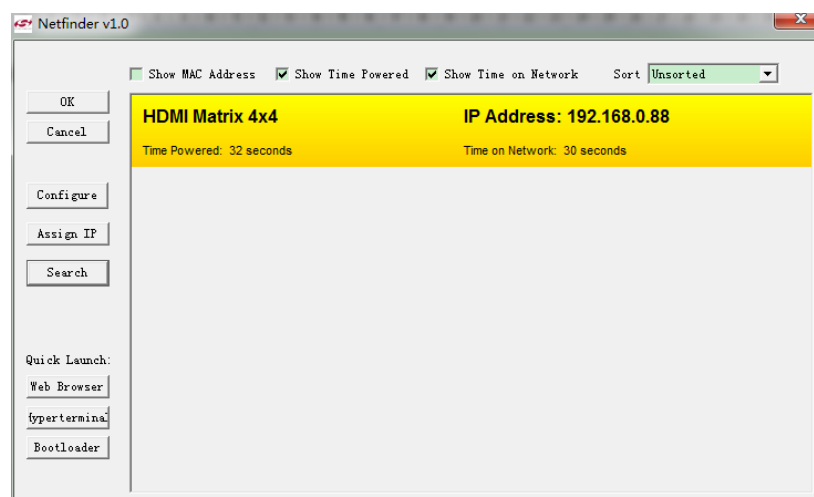 Netfinder v1.0
Show MAC Address Show Time Powered Show Time on Network Sort Unsorted
OK
Cancel
HDMI Matrix 4x4 IP Address: 192.168.0.88
Time Powered: 32 seconds Time on Network: 30 seconds
Configure
Assign IP
Search
Quick Launch:
Web Browser
Hypertermina
Bootloader